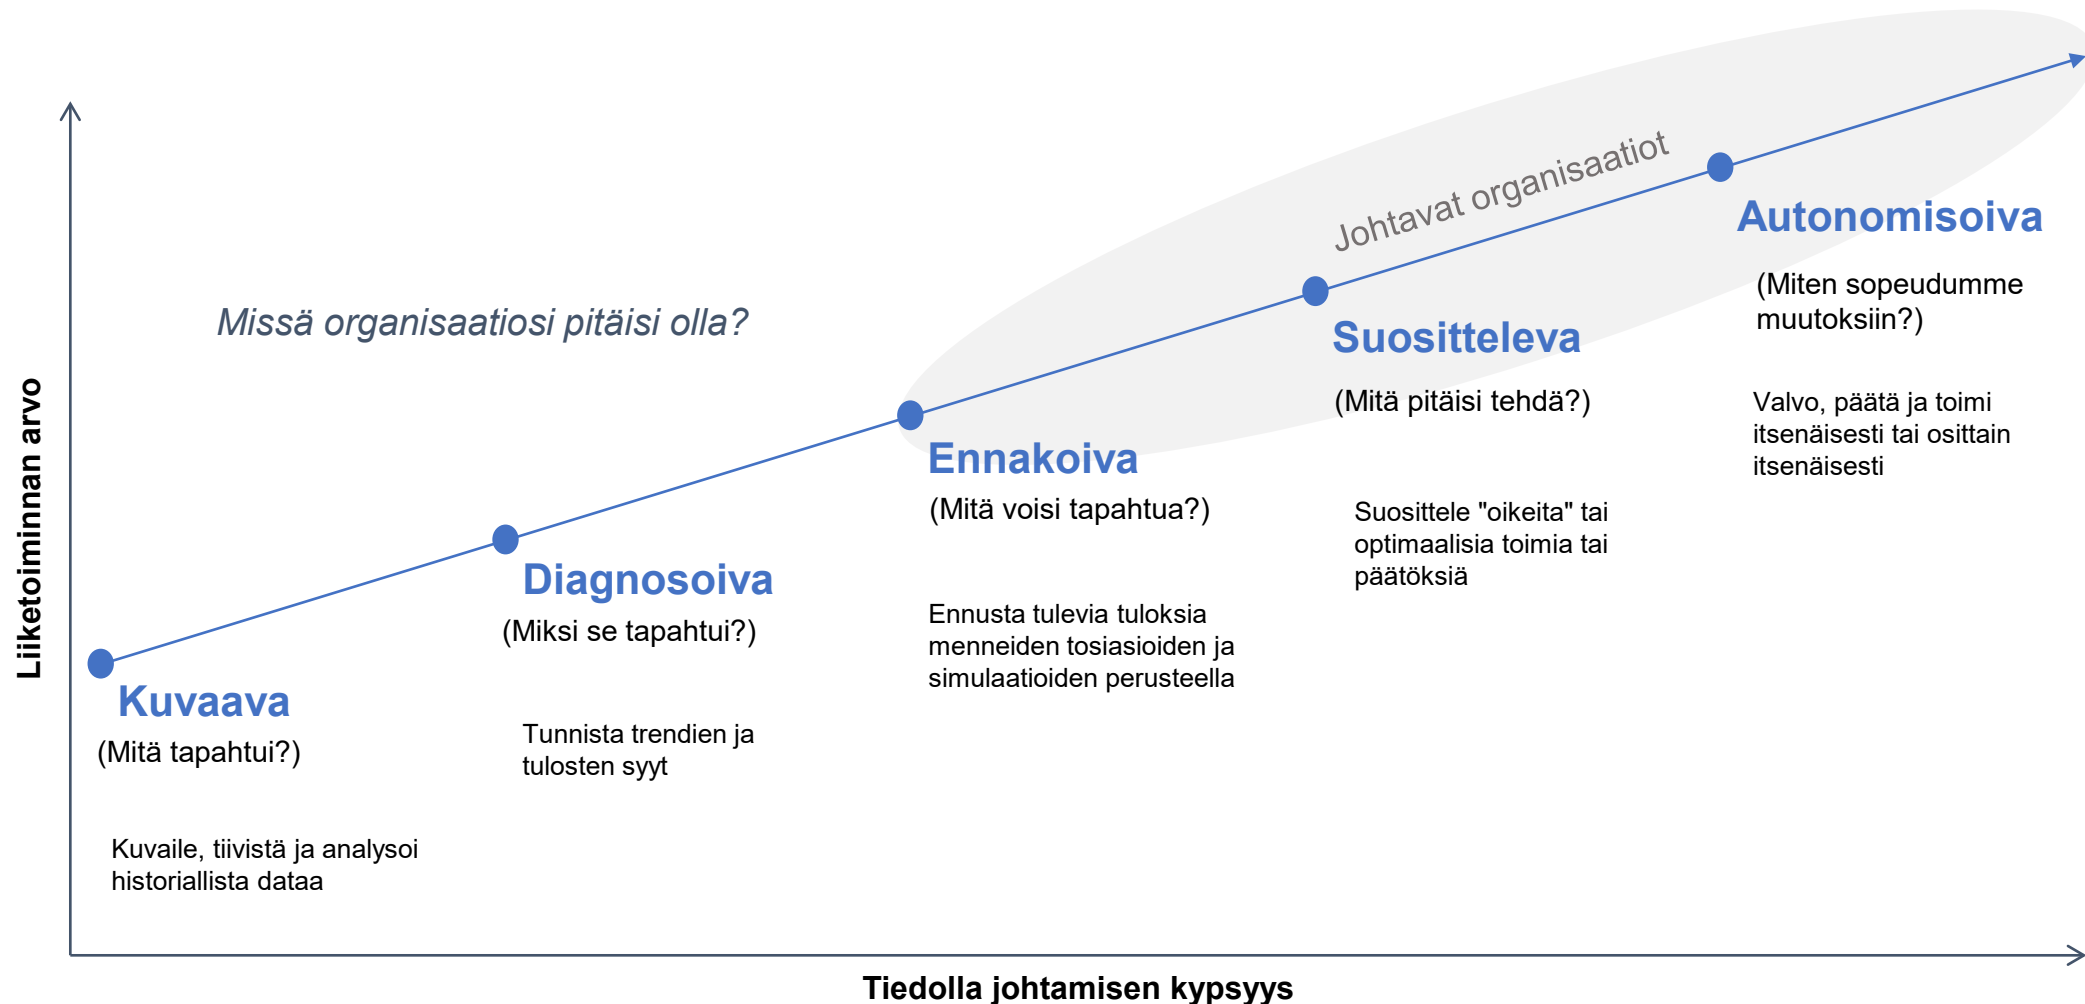 Johtavat organisaatiot
Autonomisoiva
(Miten sopeudumme
muutoksiin?)
Valvo, päätä ja toimi
itsenäisesti tai osittain
itsenäisesti
Missä organisaatiosi pitäisi olla?
Suositteleva
(Mitä pitäisi tehdä?)
Suosittele "oikeita" tai
optimaalisia toimia tai
päätöksiä
Ennakoiva
(Mitä voisi tapahtua?)
Ennusta tulevia tuloksia
menneiden tosiasioiden ja
simulaatioiden perusteella
Diagnosoiva
(Miksi se tapahtui?)
Tunnista trendien ja
tulosten syyt
Kuvaava
(Mitä tapahtui?)
Kuvaile, tiivistä ja analysoi
historiallista dataa
Liiketoiminnan arvo
Tiedolla johtamisen kypsyys